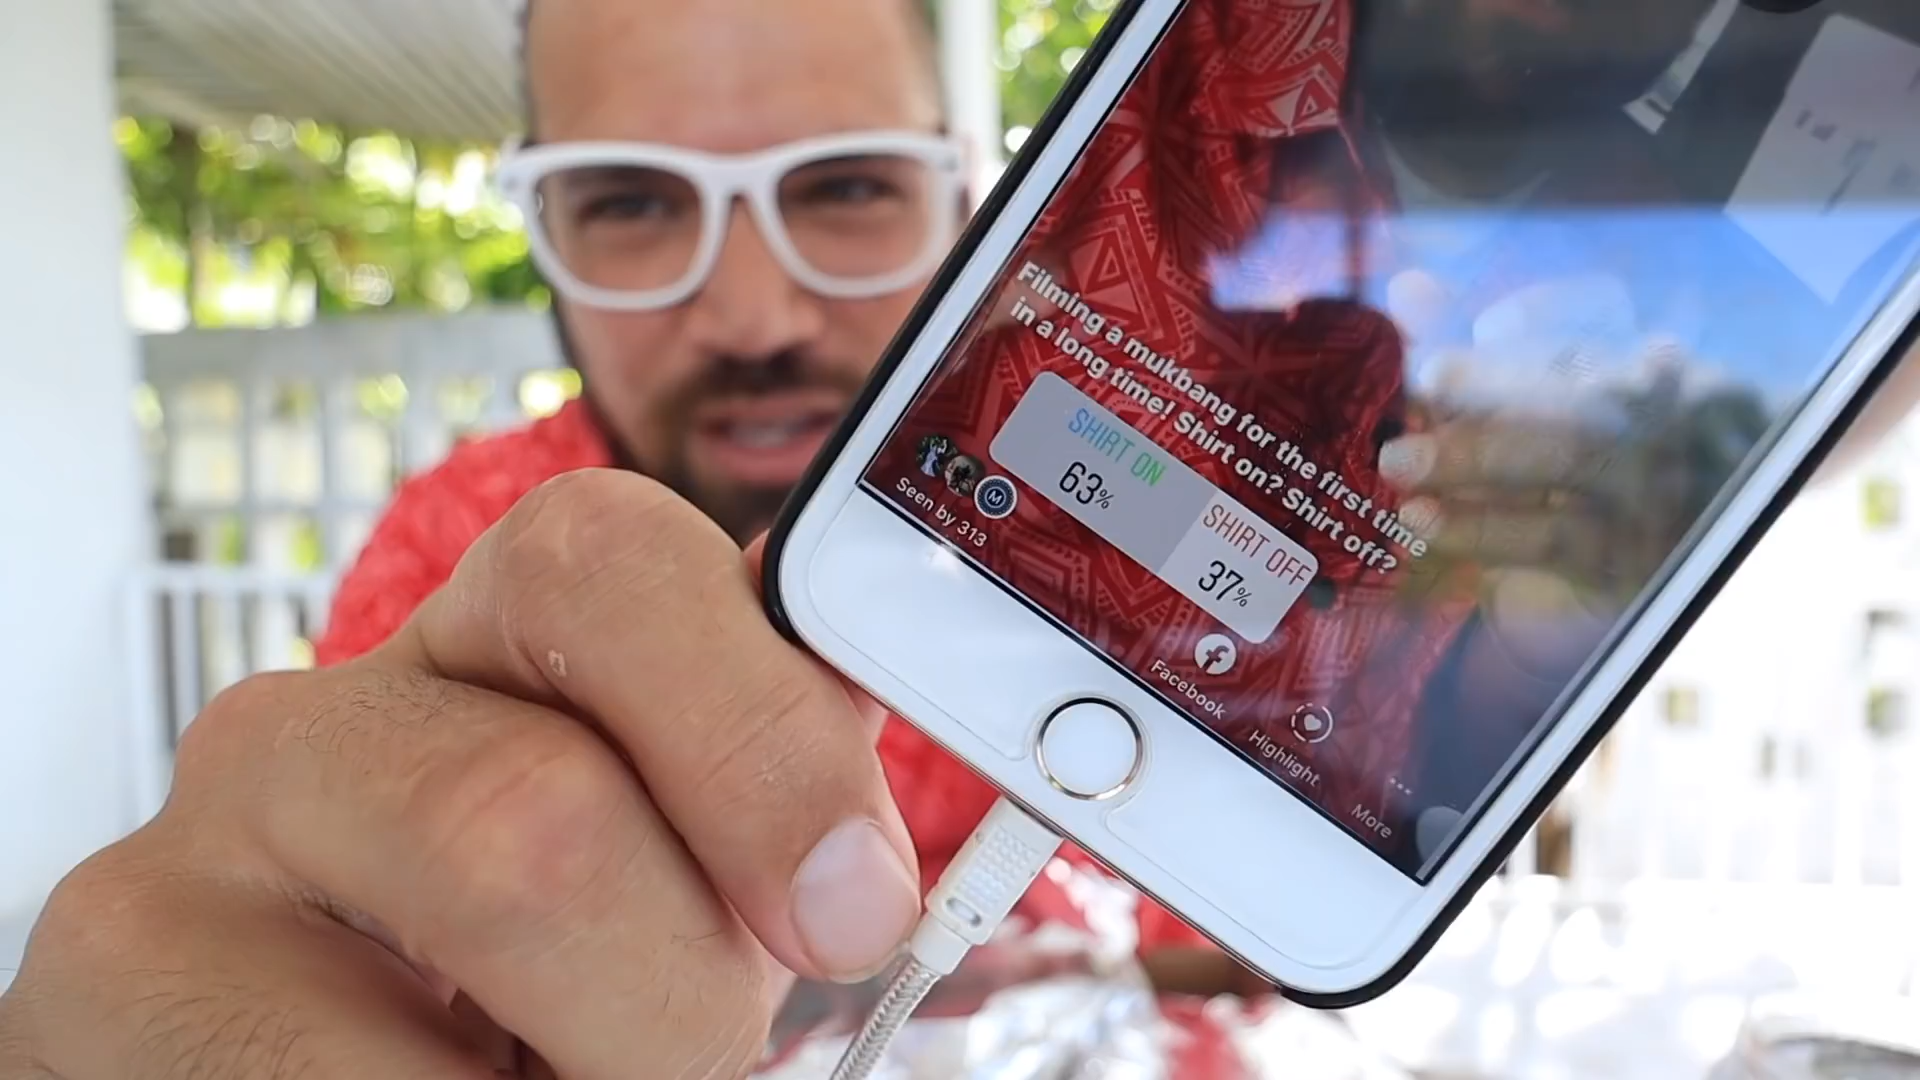 Filming a mukbang for the first time
in a long time! Shirt on? Shirt off?
SHIRT ON
63%
SHIRT OFF
37%
M
Seen by 313
Facebook
Highlight
More